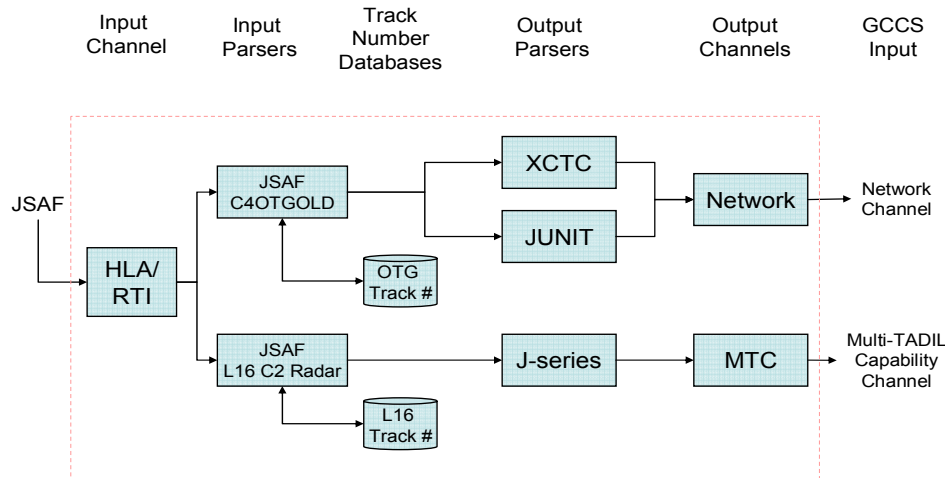 Input
Channel
Input
Parsers
Track
Number
Databases
Output
Parsers
Output
Channels
GCCS
Input
JSAF
HLA/
RTI
JSAF
C4OTGOLD
OTG
Track #
XCTC
JUNIT
Network
Network
Channel
JSAF
L16 C2 Radar
L16
Track #
J-series
MTC
Multi-TADIL
Capability
Channel